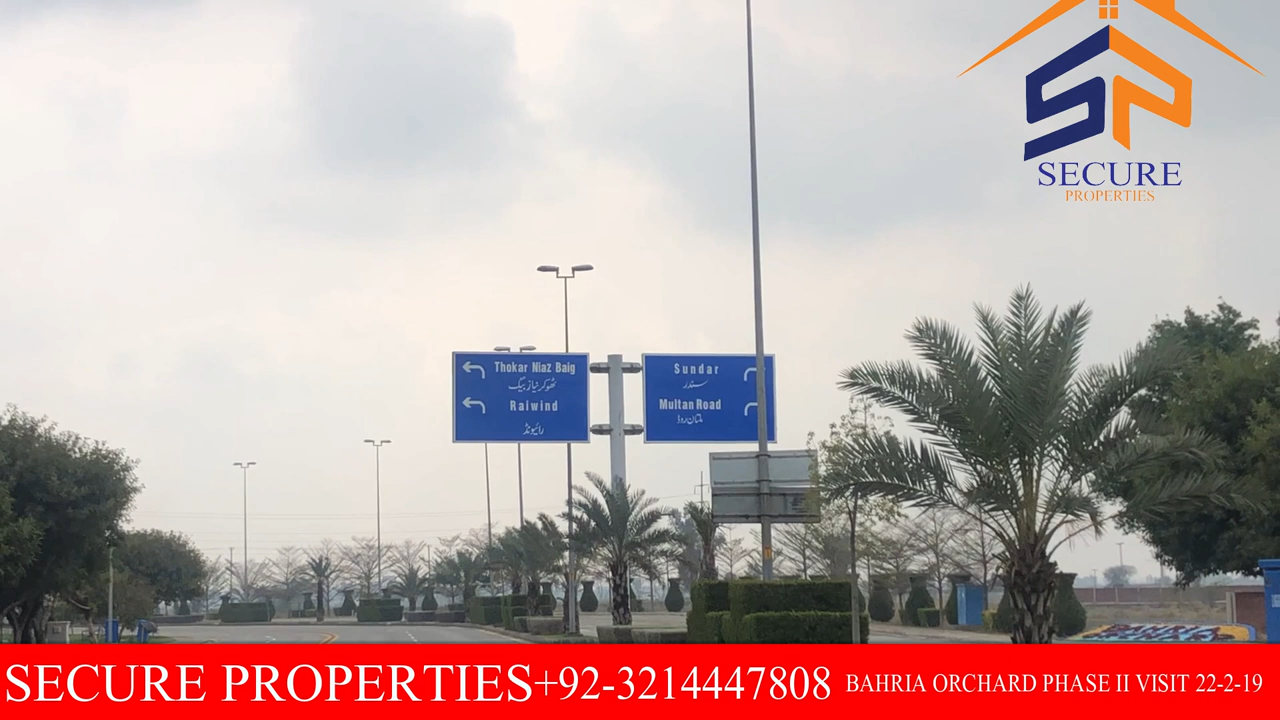 SP
SECURE
PROPERTIES
Thokar Niaz Baig
ٹھوکر نیاز بیگ
Raiwind
رائیونڈ
Sundar
سندر
Multan Road
ملتان روڈ
SECURE PROPERTIES+92-3214447808
BAHRIA ORCHARD PHASE II VISIT 22-2-19